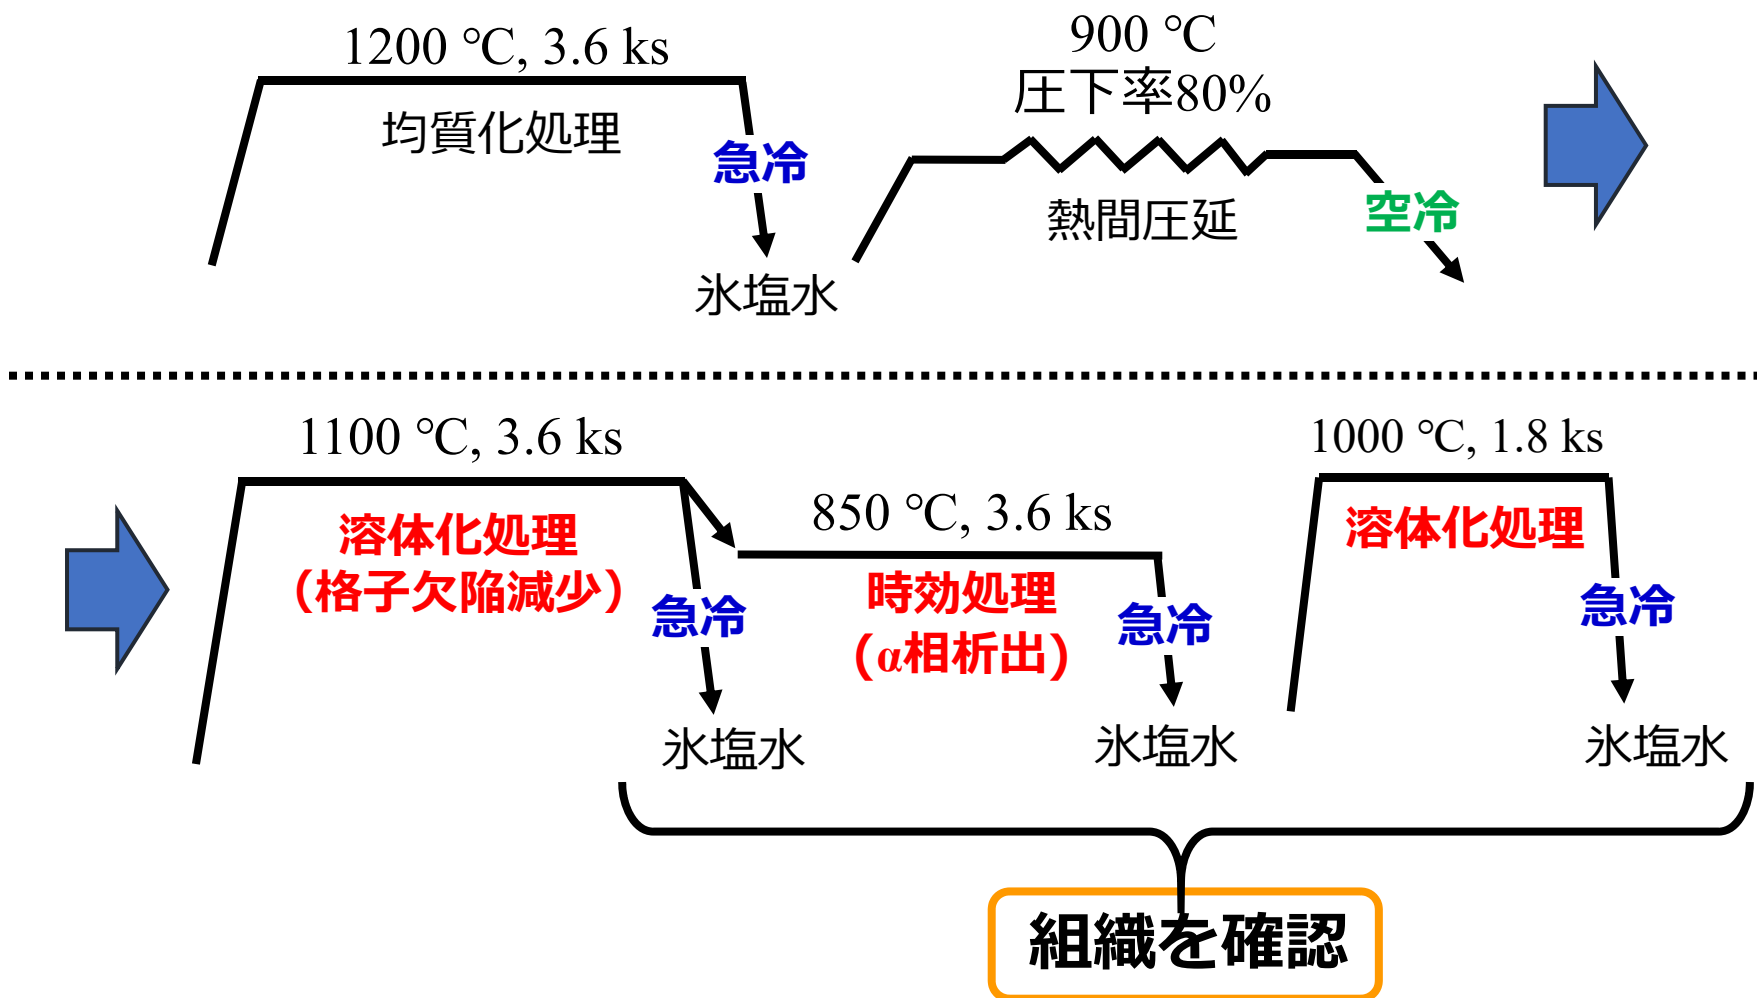 1200 ℃, 3.6 ks
均質化処理
急冷
氷塩水
900 ℃
圧下率80%
熱間圧延
空冷
1100 ℃, 3.6 ks
溶体化処理
（格子欠陥減少）
急冷
氷塩水
850 ℃, 3.6 ks
時効処理
(α相析出)
急冷
氷塩水
1000 ℃, 1.8 ks
溶体化処理
急冷
氷塩水
組織を確認